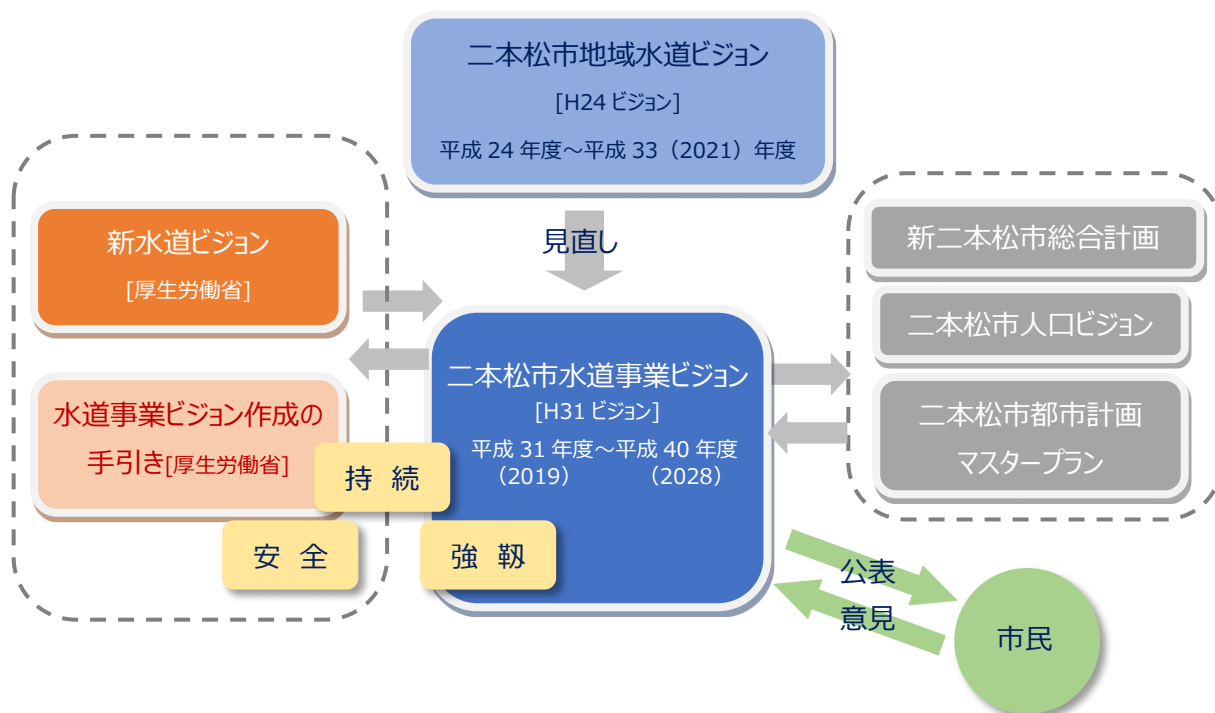 二本松市地域水道ビジョン
[H24 ビジョン]
平成 24 年度～平成 33（2021）年度
見直し
新水道ビジョン
[厚生労働省]
水道事業ビジョン作成の
手引き[厚生労働省]
持 続
安 全
強 靱
二本松市水道事業ビジョン
[H31 ビジョン]
平成 31 年度～平成 40 年度
（2019） （2028）
新二本松市総合計画
二本松市人口ビジョン
二本松市都市計画
マスタープラン
公表
意見
市民